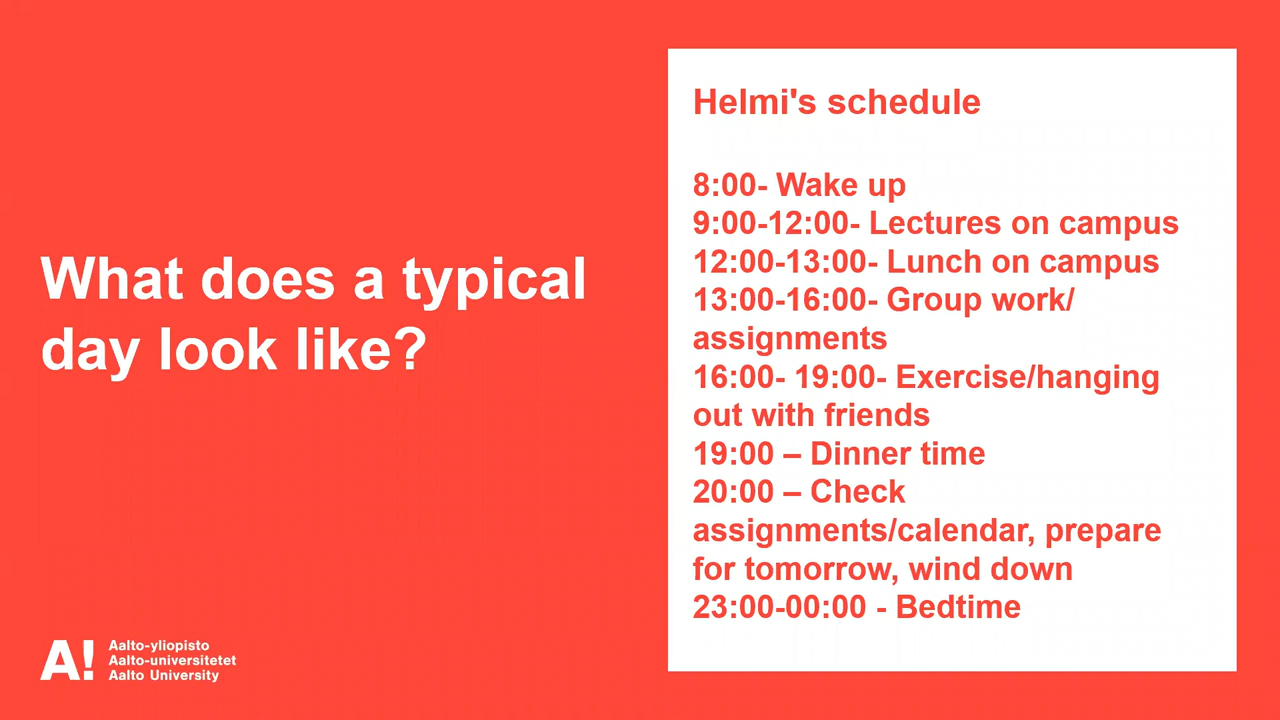 What does a typical
day look like?
Helmi's schedule
8:00- Wake up
9:00-12:00- Lectures on campus
12:00-13:00- Lunch on campus
13:00-16:00- Group work/
assignments
16:00- 19:00- Exercise/hanging
out with friends
19:00 – Dinner time
20:00 – Check
assignments/calendar, prepare
for tomorrow, wind down
23:00-00:00 - Bedtime
A!
Aalto-yliopisto
Aalto-universitetet
Aalto University